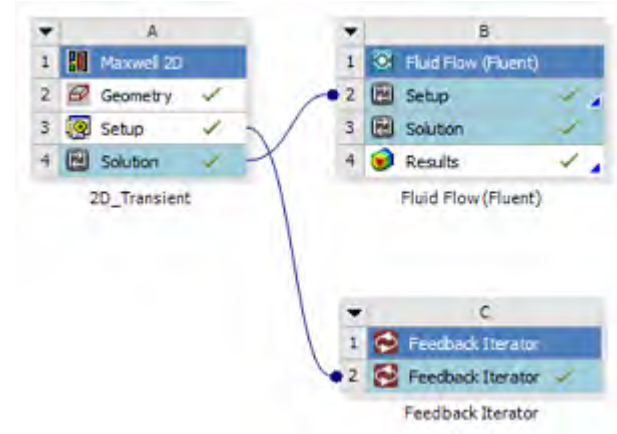 A
1 Maxwell 2D
2 Geometry
3 Setup
4 Solution
2D_Transient
B
1 Fluid Flow (Fluent)
2 Setup
3 Solution
4 Results
Fluid Flow (Fluent)
C
1 Feedback Iterator
2 Feedback Iterator
Feedback Iterator